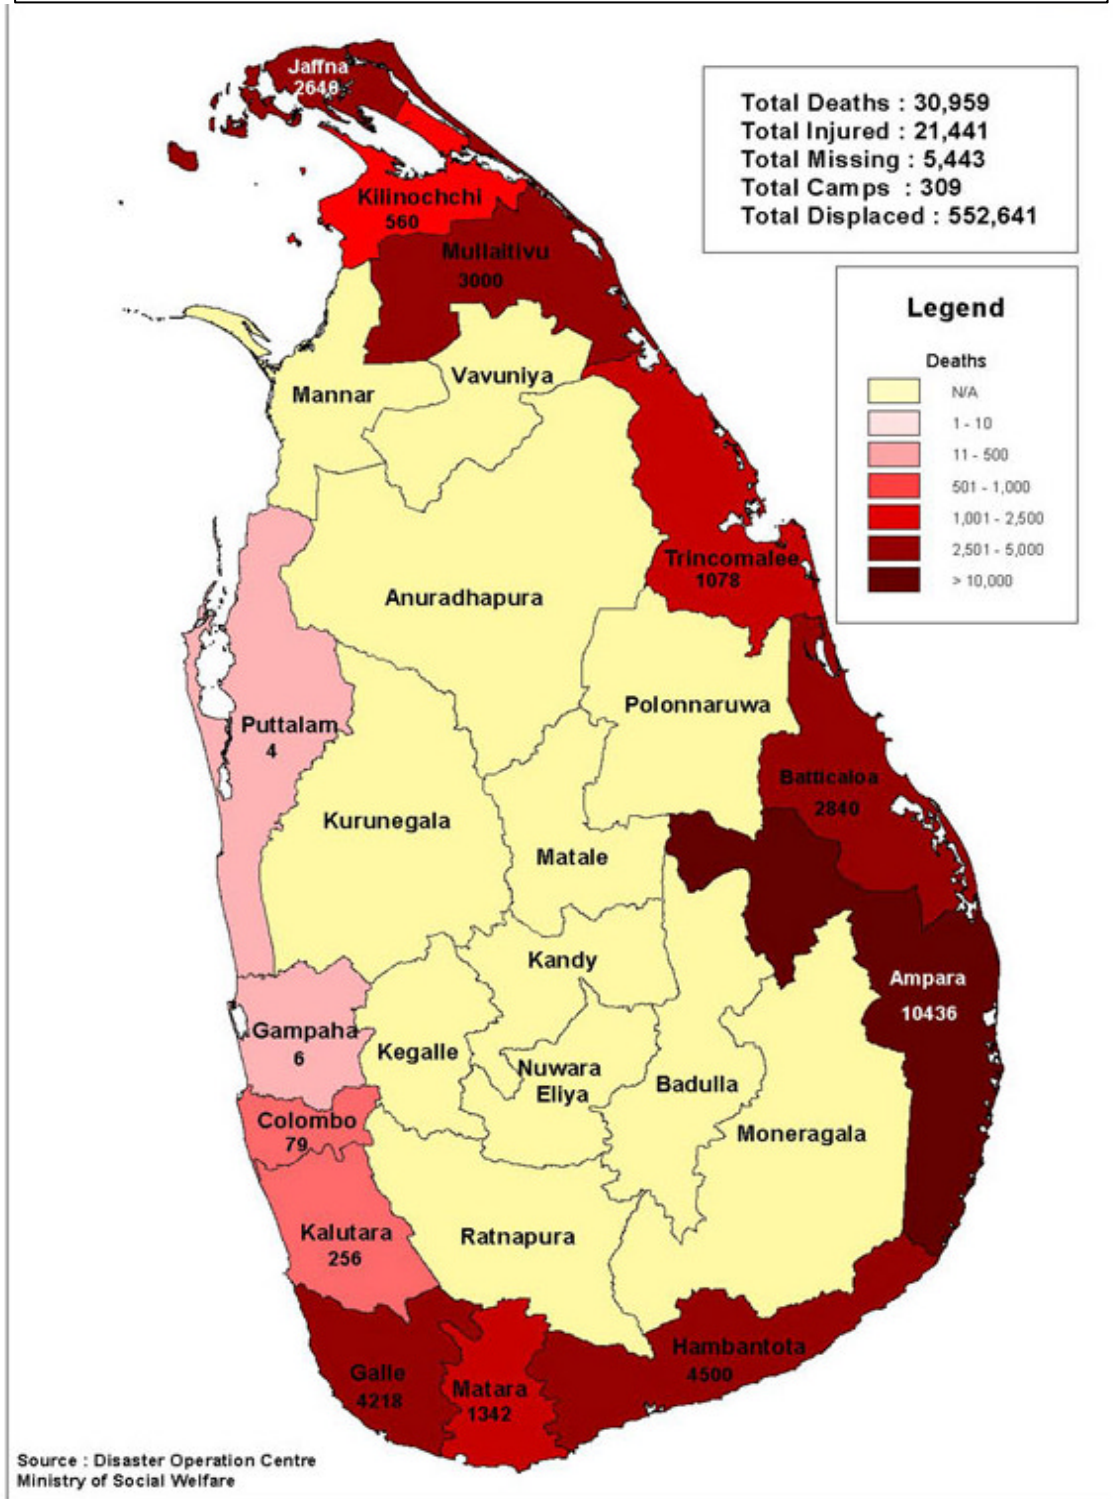 Jaffna
2640
Total Deaths : 30,959
Total Injured : 21,441
Total Missing : 5,443
Total Camps : 309
Total Displaced : 552,641
Kilinochchi
560
Mullaitivu
3000
Legend
Deaths
N/A
1 - 10
11 - 500
501 - 1,000
1,001 - 2,500
2,501 - 5,000
> 10,000
Mannar
Vavuniya
Trincomalee
1078
Anuradhapura
Polonnaruwa
Puttalam
4
Batticaloa
2840
Kurunegala
Matale
Kandy
Ampara
10436
Gampaha
6
Kegalle
Nuwara
Eliya
Badulla
Colombo
79
Moneragala
Kalutara
256
Ratnapura
Hambantota
4500
Galle
4218
Matara
1342
Source : Disaster Operation Centre
Ministry of Social Welfare